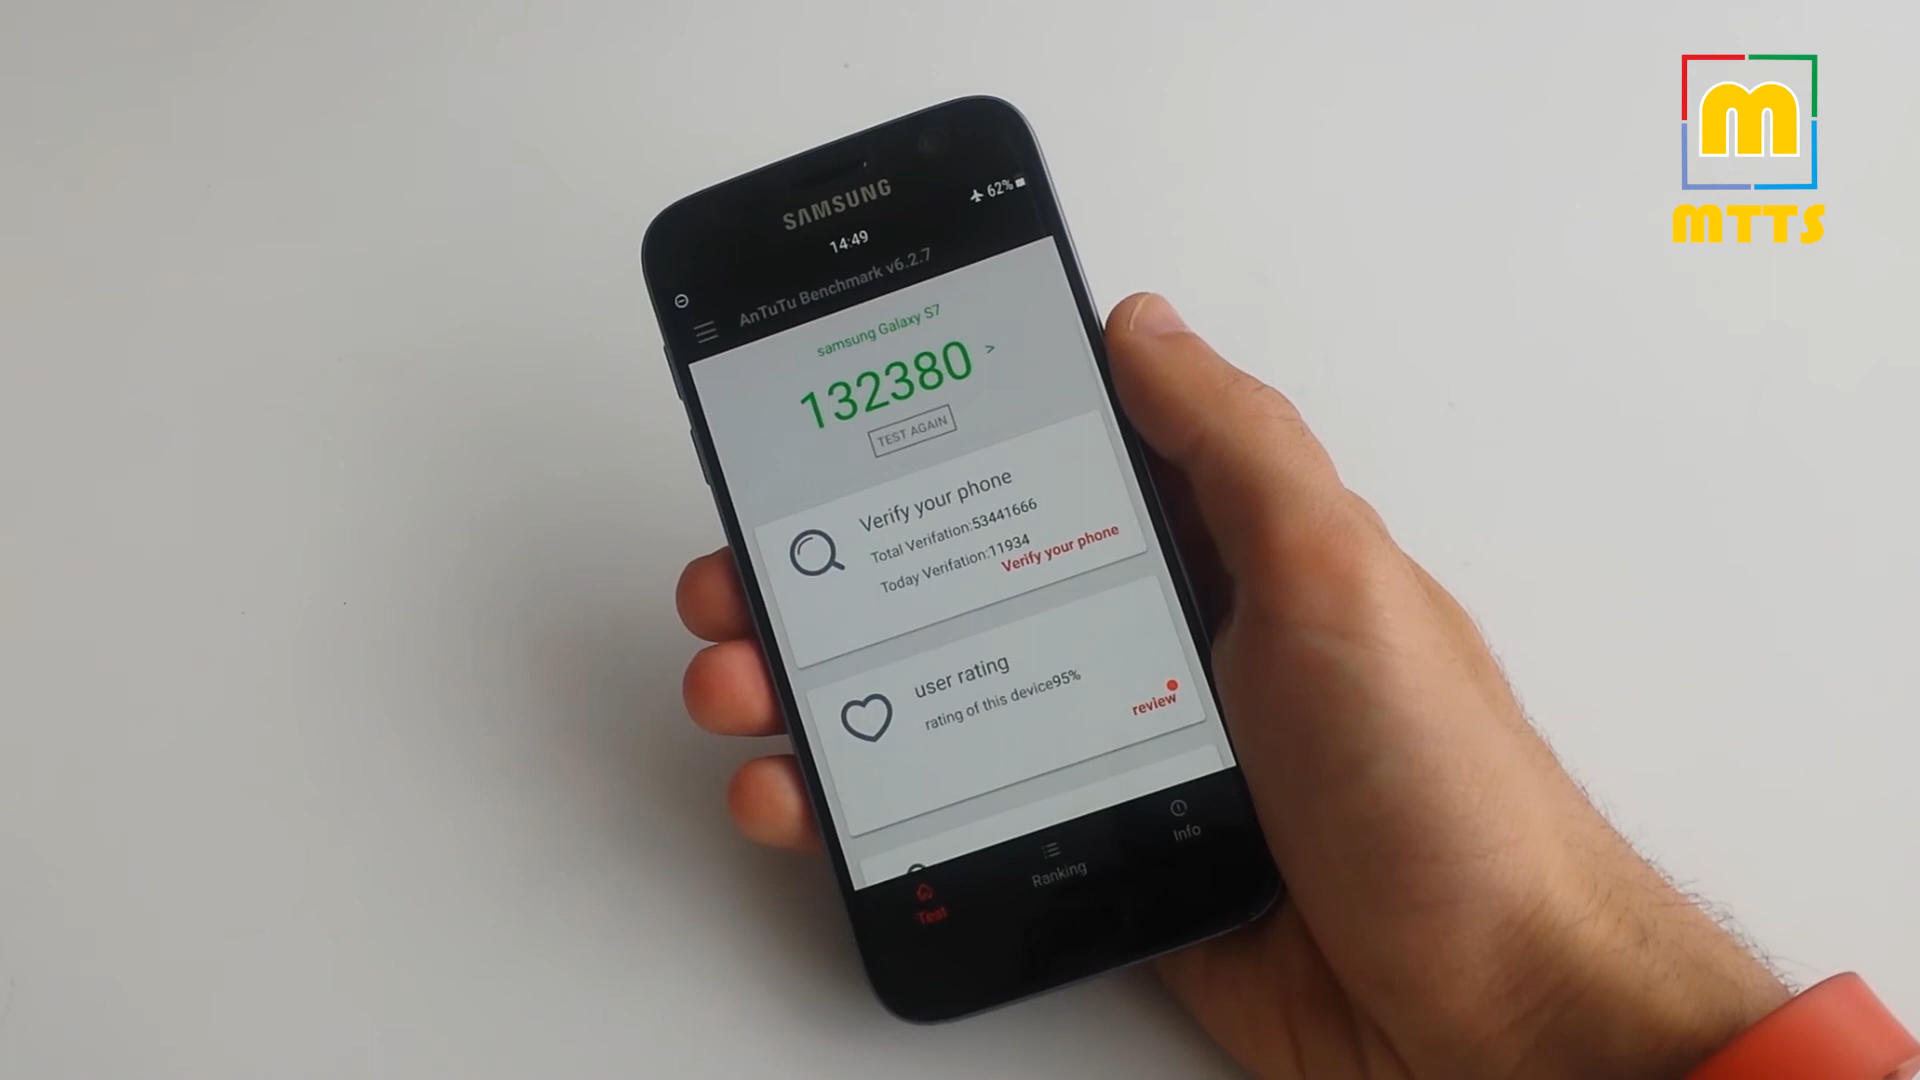 M
MTTS
SAMSUNG
62%
14:49
AnTuTu Benchmark v6.2.7
samsung Galaxy S7
132380 >
TEST AGAIN
Verify your phone
Total Verifation:53441666
Today Verifation:11934
Verify your phone
user rating
rating of this device95%
review
Test
Ranking
Info